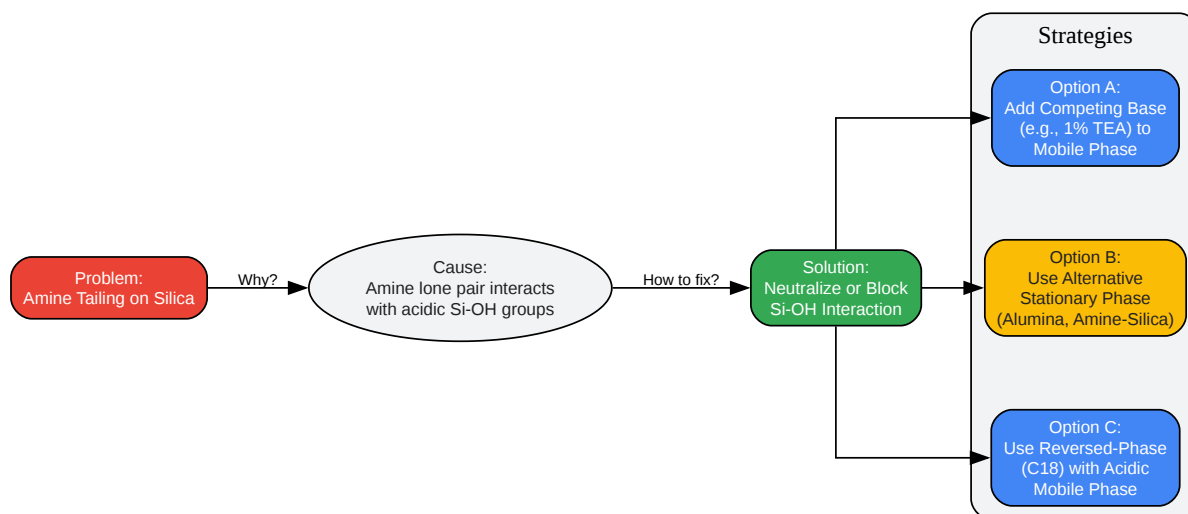 Strategies
Problem:
Amine Tailing on Silica
Why?
Cause:
Amine lone pair interacts
with acidic Si-OH groups
How to fix?
Solution:
Neutralize or Block
Si-OH Interaction
Option A:
Add Competing Base
(e.g., 1% TEA) to
Mobile Phase
Option B:
Use Alternative
Stationary Phase
(Alumina, Amine-Silica)
Option C:
Use Reversed-Phase
(C18) with Acidic
Mobile Phase